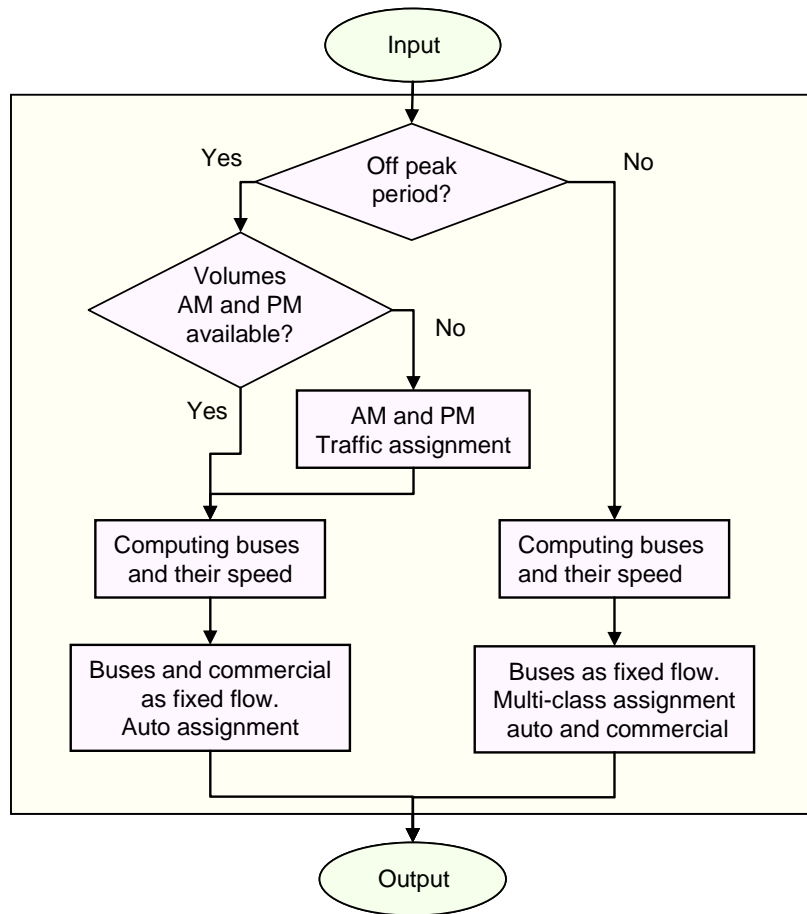 Input
Off peak
period?
Yes
No
Volumes
AM and PM
available?
No
Yes
AM and PM
Traffic assignment
Computing buses
and their speed
Computing buses
and their speed
Buses and commercial
as fixed flow.
Auto assignment
Buses as fixed flow.
Multi-class assignment
auto and commercial
Output